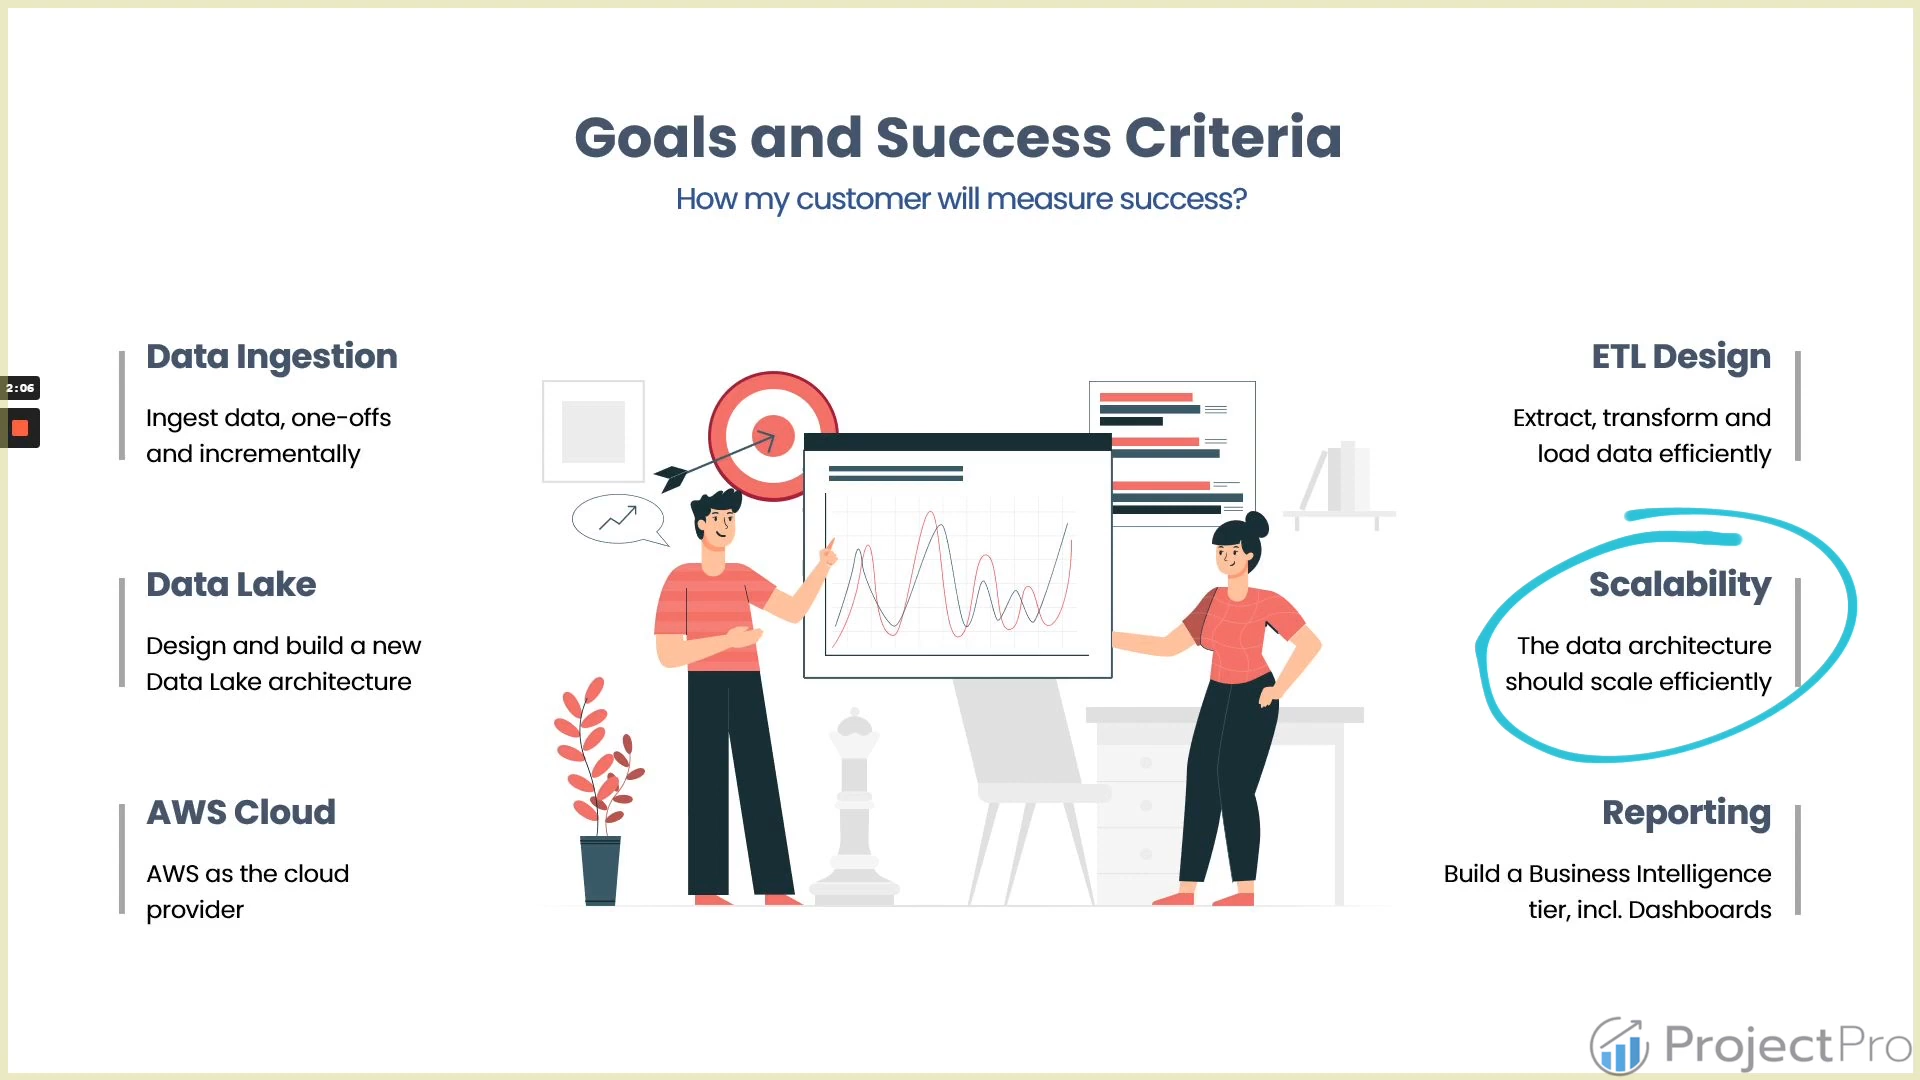 Goals and Success Criteria
How my customer will measure success?
Data Ingestion
Ingest data, one-offs
and incrementally
Data Lake
Design and build a new
Data Lake architecture
AWS Cloud
AWS as the cloud
provider
ETL Design
Extract, transform and
load data efficiently
Scalability
The data architecture
should scale efficiently
Reporting
Build a Business Intelligence
tier, incl. Dashboards
2:06
ProjectPro